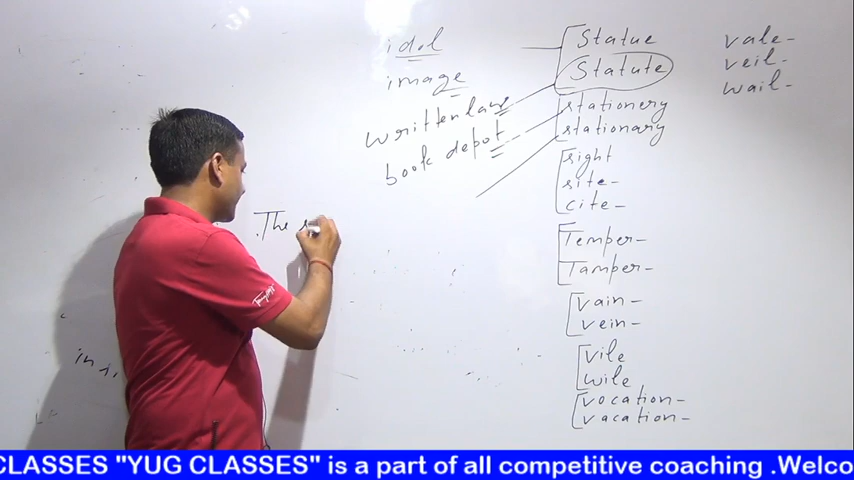 idol
image
written law
book depot
Statue
Statute
stationery
stationary
right
site-
cite-
Temper-
Tamper-
vain-
vein-
vile
wile
vocation-
vacation-
vale-
veil-
wail-
The
CLASSES "YUG CLASSES" is a part of all competitive coaching .Welco